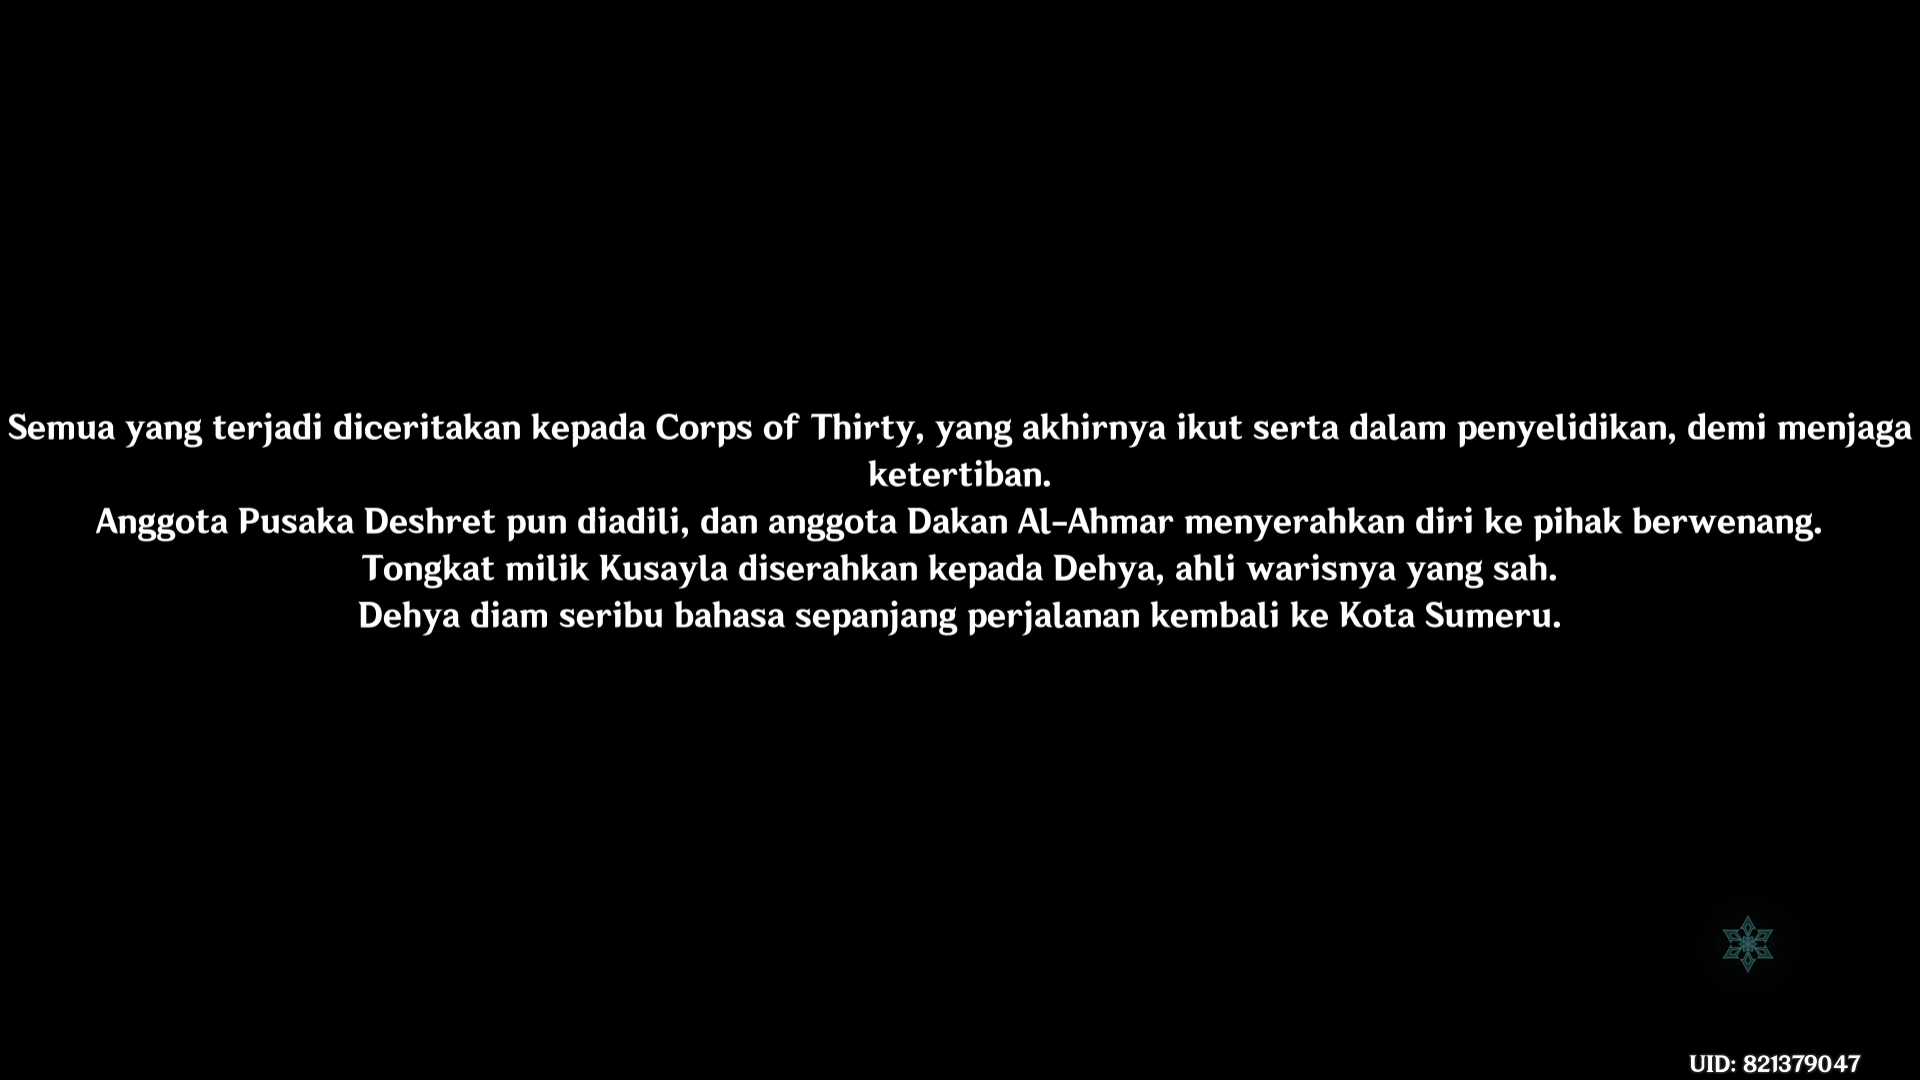 Semua yang terjadi diceritakan kepada Corps of Thirty, yang akhirnya ikut serta dalam penyelidikan, demi menjaga
ketertiban.
Anggota Pusaka Deshret pun diadili, dan anggota Dakan Al-Ahmar menyerahkan diri ke pihak berwenang.
Tongkat milik Kusayla diserahkan kepada Dehya, ahli warisnya yang sah.
Dehya diam seribu bahasa sepanjang perjalanan kembali ke Kota Sumeru.
UID: 821379047